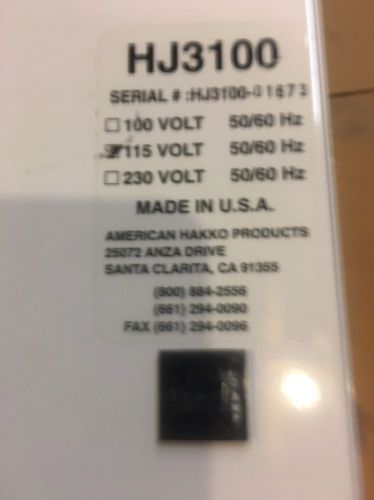 HJ3100
SERIAL # :HJ3100-01673
100 VOLT 50/60 Hz
115 VOLT 50/60 Hz
230 VOLT 50/60 Hz
MADE IN U.S.A.
AMERICAN HAKKO PRODUCTS
25072 ANZA DRIVE
SANTA CLARITA, CA 91355
(800) 884-2556
(661) 294-0090
FAX (661) 294-0096